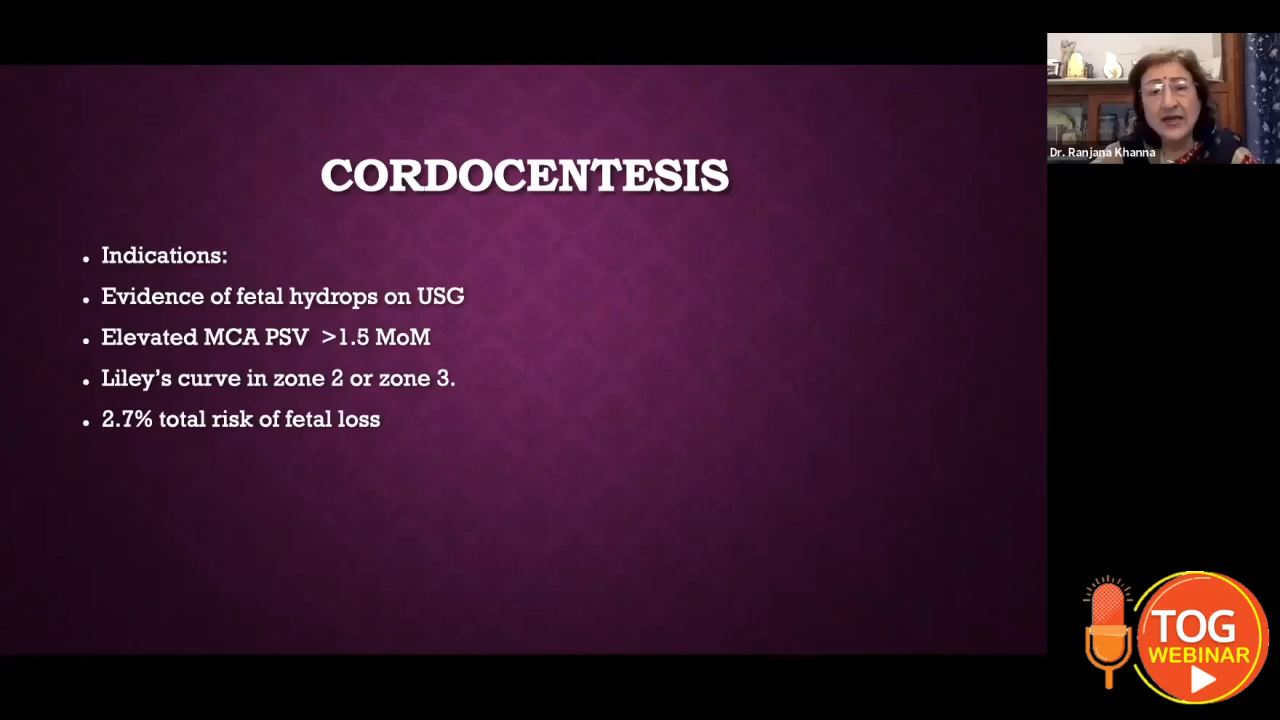 CORDOCENTESIS
• Indications:
• Evidence of fetal hydrops on USG
• Elevated MCA PSV >1.5 MoM
• Liley's curve in zone 2 or zone 3.
• 2.7% total risk of fetal loss
Dr. Ranjana Khanna
TOG
WEBINAR